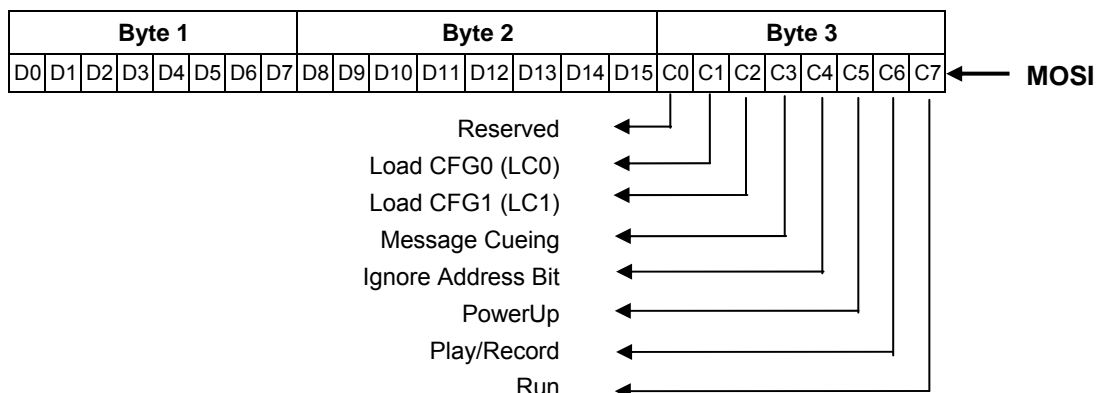 Byte 1 Byte 2 Byte 3
D0 D1 D2 D3 D4 D5 D6 D7 D8 D9 D10 D11 D12 D13 D14 D15 C0 C1 C2 C3 C4 C5 C6 C7 MOSI
Reserved
Load CFG0 (LC0)
Load CFG1 (LC1)
Message Cueing
Ignore Address Bit
PowerUp
Play/Record
Run